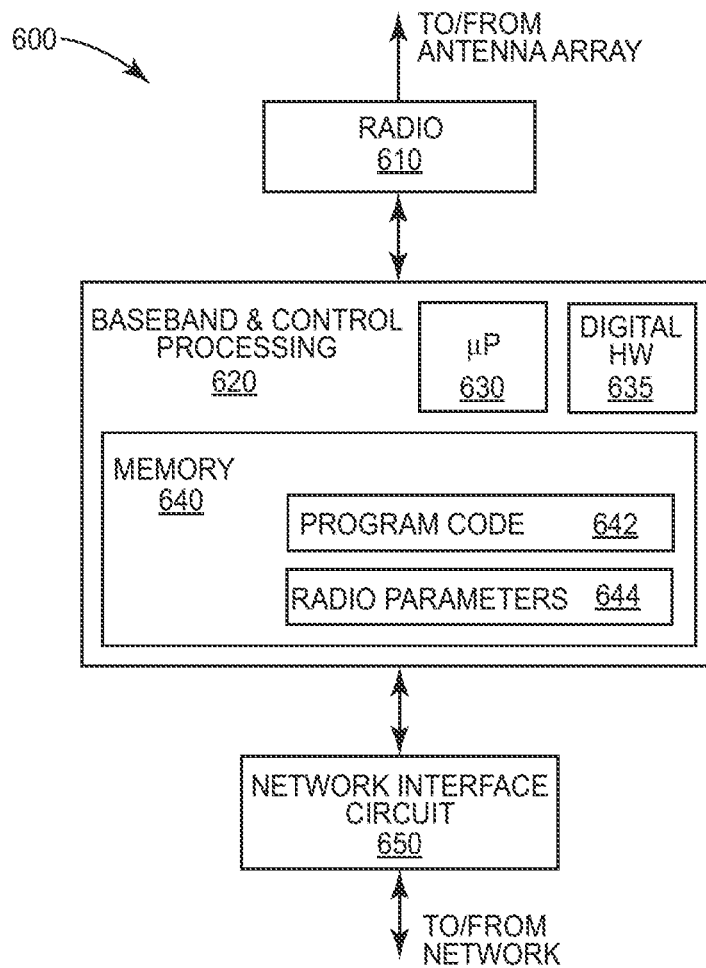 600
TO/FROM
ANTENNA ARRAY
RADIO
610
BASEBAND & CONTROL
PROCESSING
620
μP
630
DIGITAL
HW
635
MEMORY
640
PROGRAM CODE 642
RADIO PARAMETERS 644
NETWORK INTERFACE
CIRCUIT
650
TO/FROM
NETWORK